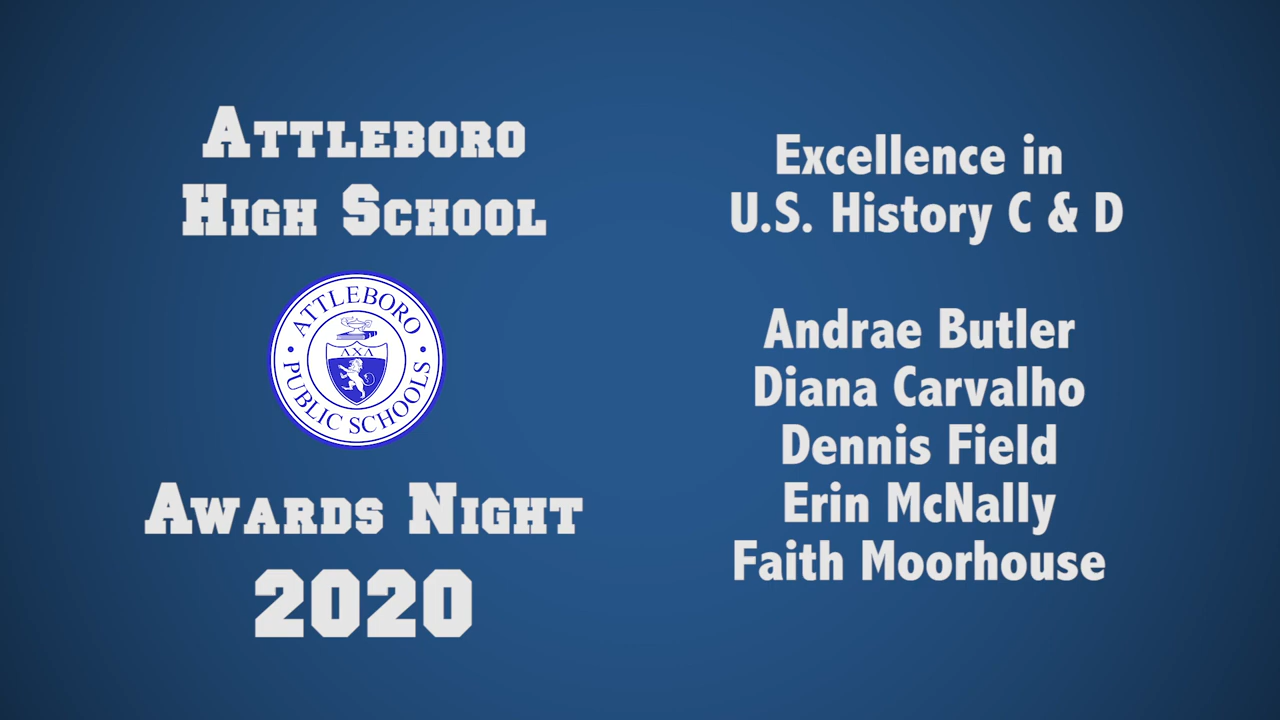 Attleboro
High School
ATTLEBORO
ΑΧΑ
PUBLIC SCHOOLS
Awards Night
2020
Excellence in
U.S. History C & D
Andrae Butler
Diana Carvalho
Dennis Field
Erin McNally
Faith Moorhouse